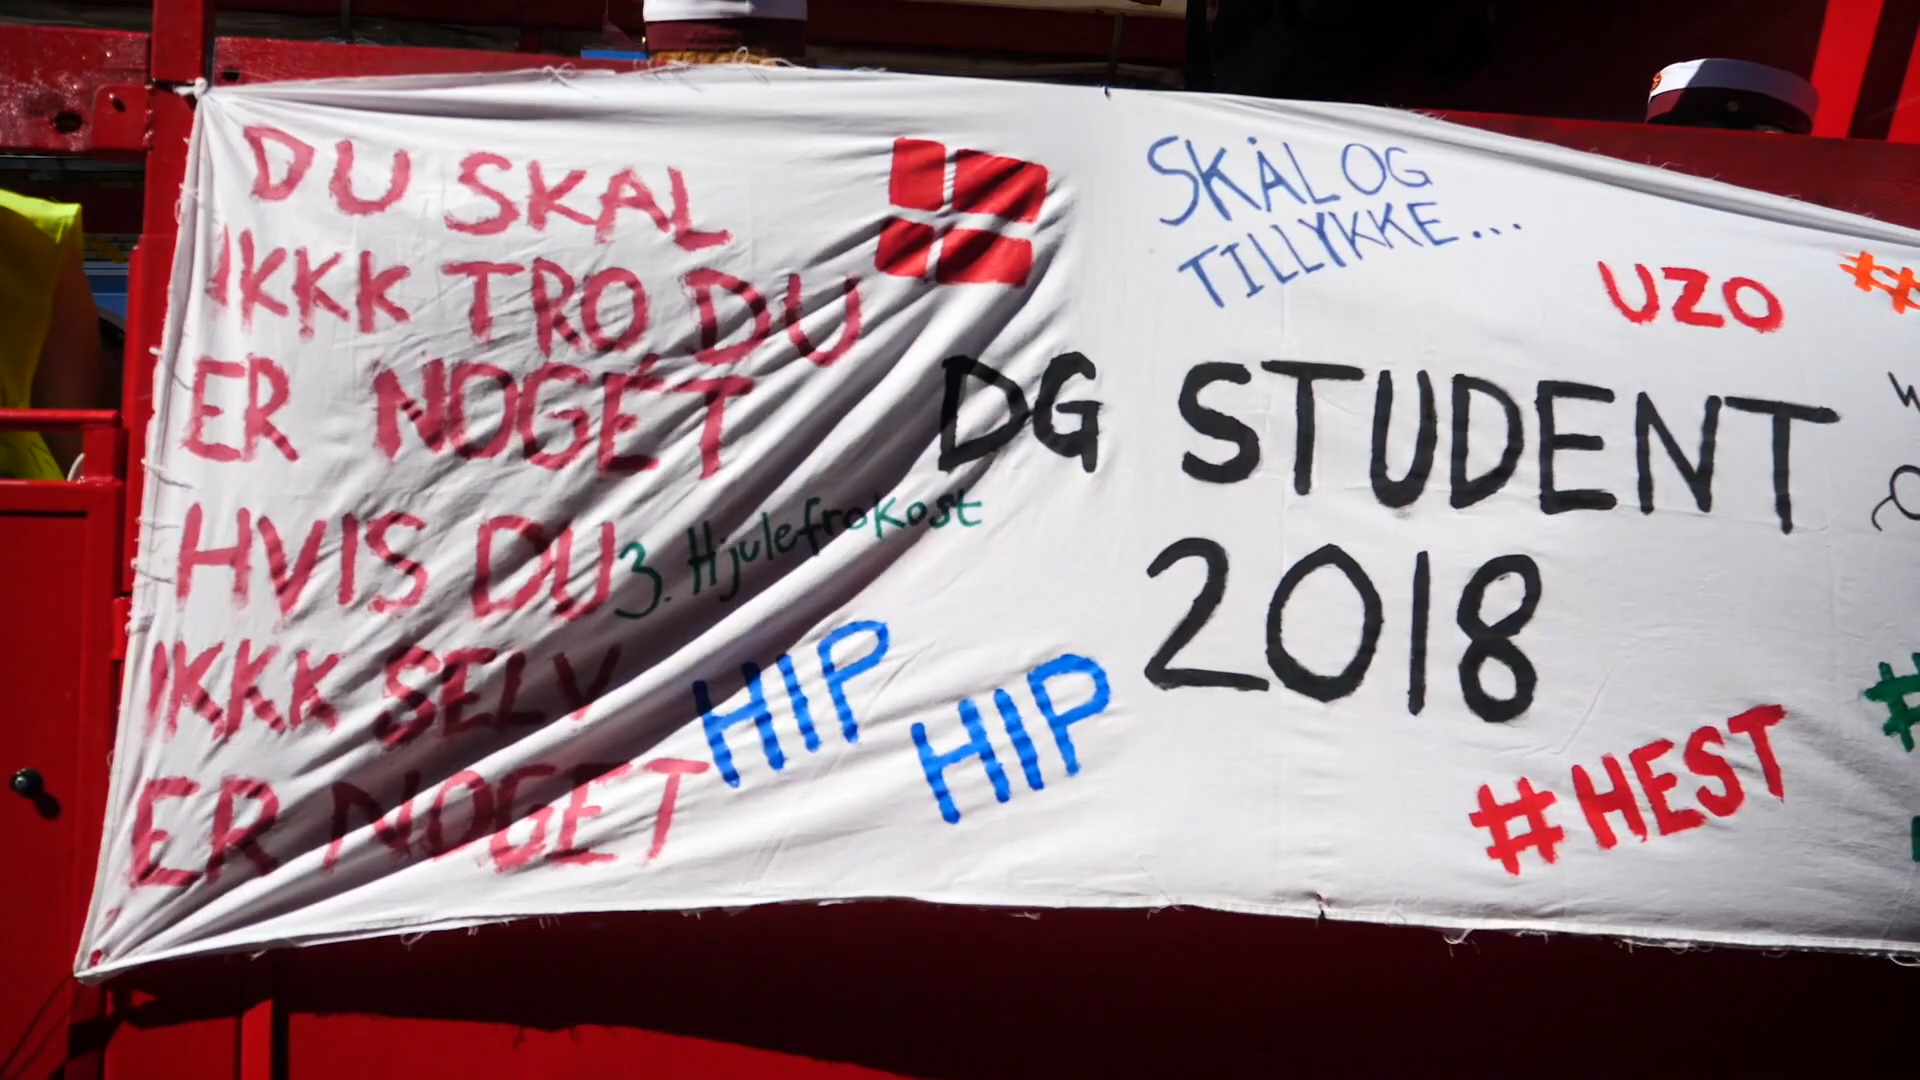 DU SKAL
IKKK TRO, DU
ER NOGET
HVIS DU
IKKK SELV
ER NOGET
3. Hjulefrokost
HIP
HIP
SKÅL OG
TILLYKKE...
UZO
DG STUDENT
2018
#HEST